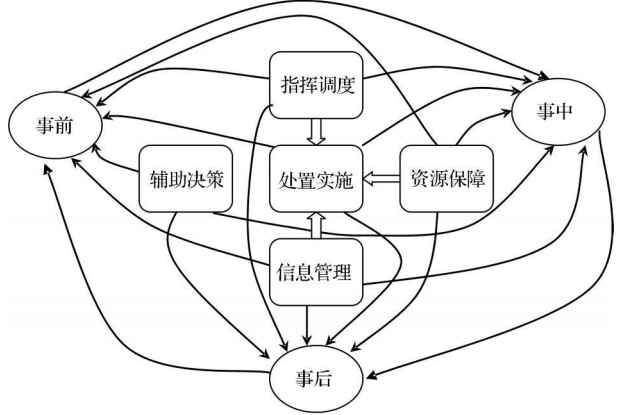 指挥调度
事前
事中
辅助决策
处置实施
资源保障
信息管理
事后